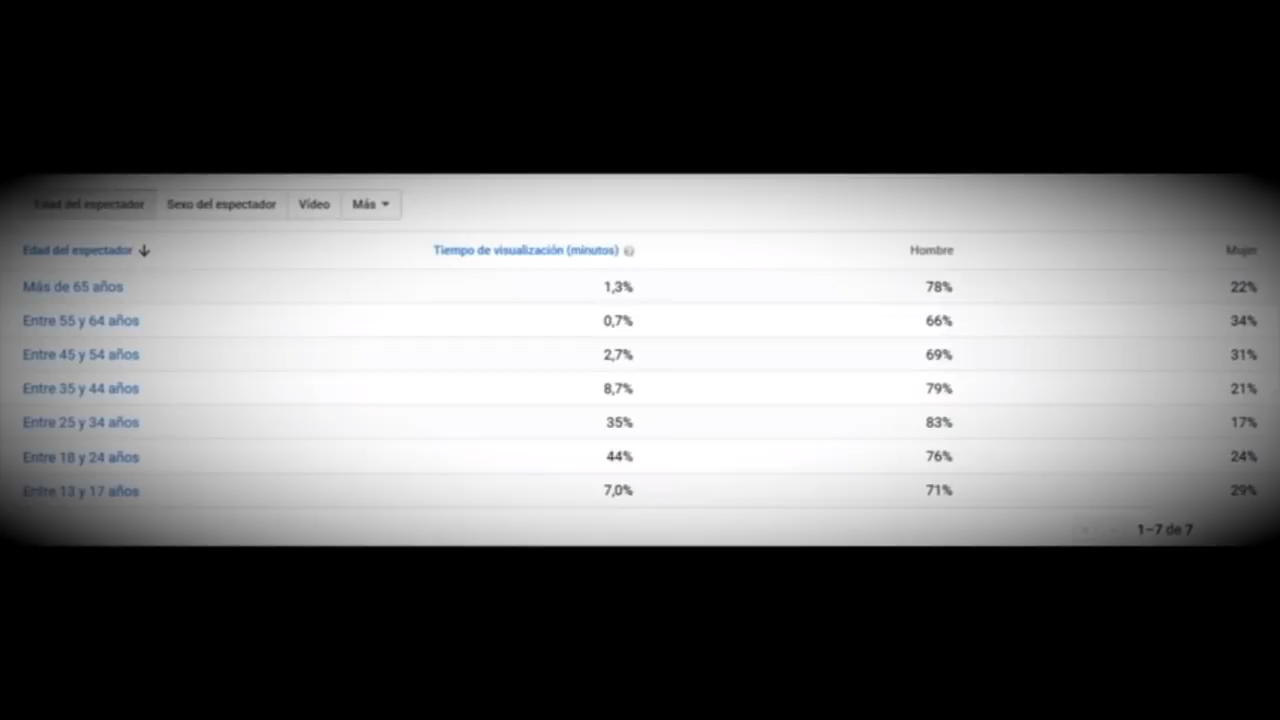 Edad del espectador Sexo del espectador Vídeo Más
Edad del espectador Tiempo de visualización (minutos) Hombre Mujer
Más de 65 años 1,3% 78% 22%
Entre 55 y 64 años 0,7% 66% 34%
Entre 45 y 54 años 2,7% 69% 31%
Entre 35 y 44 años 8,7% 79% 21%
Entre 25 y 34 años 35% 83% 17%
Entre 18 y 24 años 44% 76% 24%
Entre 13 y 17 años 7,0% 71% 29%
1–7 de 7